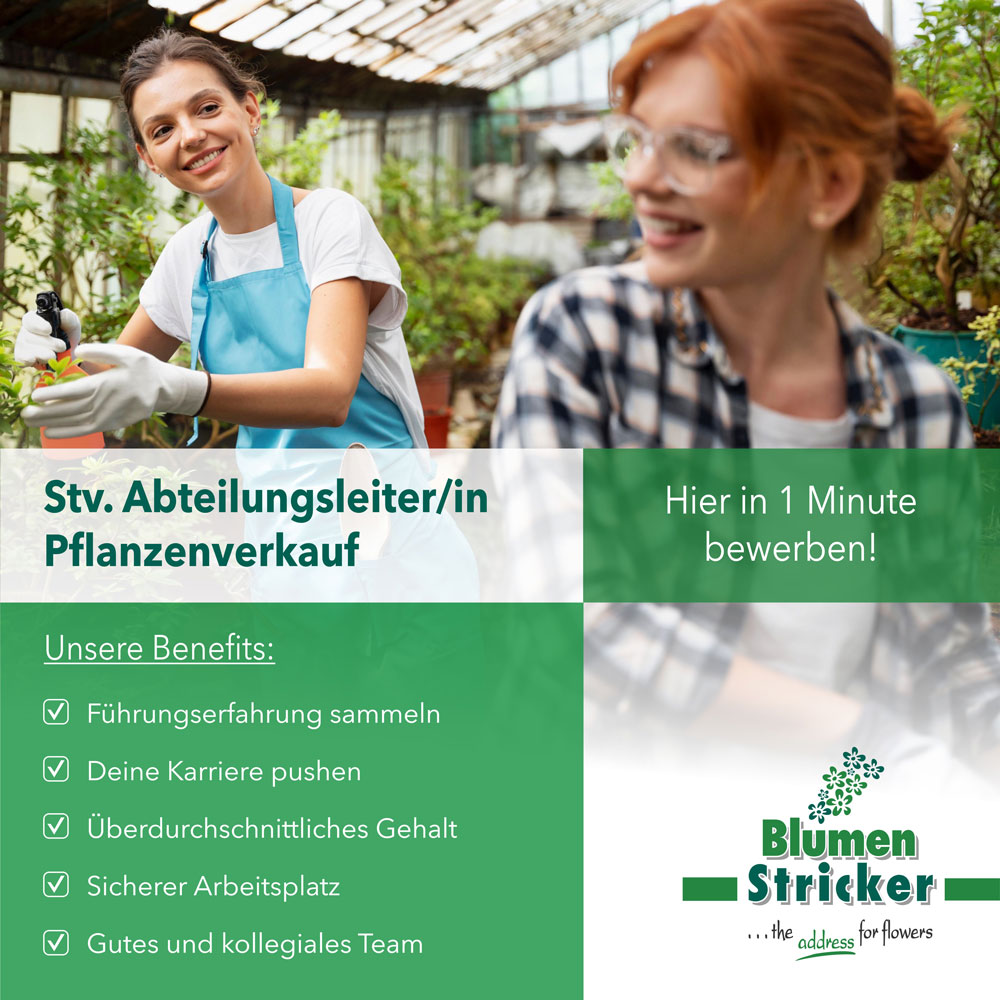 Stv. Abteilungsleiter/in
Pflanzenverkauf
Hier in 1 Minute
bewerben!
Unsere Benefits:
Führungserfahrung sammeln
Deine Karriere pushen
Überdurchschnittliches Gehalt
Sicherer Arbeitsplatz
Gutes und kollegiales Team
Blumen
Stricker
...the address for flowers